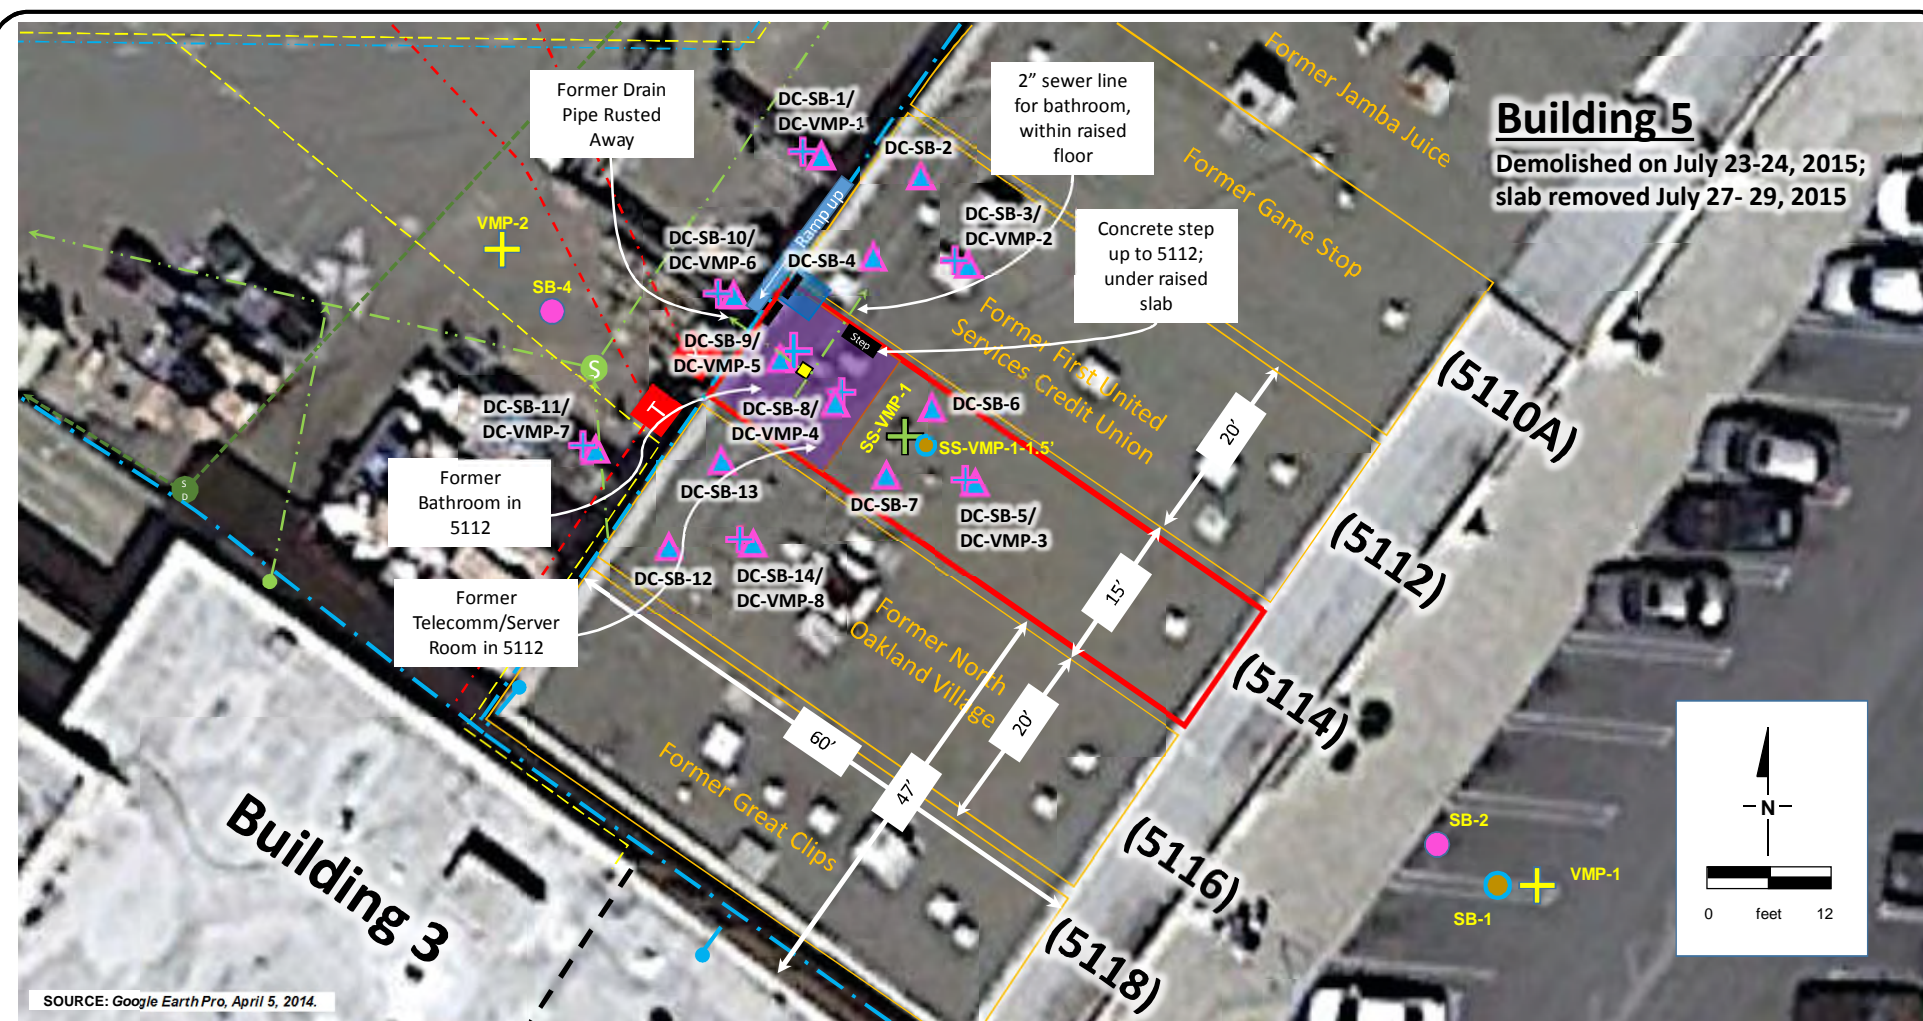 Building 5
Demolished on July 23-24, 2015;
slab removed July 27- 29, 2015
Former Jamba Juice
Former Game Stop
Former First United
Services Credit Union
Former North
Oakland Village
Former Great Clips
Former Drain
Pipe Rusted
Away
2” sewer line
for bathroom,
within raised
floor
Concrete step
up to 5112;
under raised
slab
Former
Bathroom in
5112
Former
Telecomm/Server
Room in 5112
DC-SB-1/
DC-VMP-1
DC-SB-2
DC-SB-3/
DC-VMP-2
DC-SB-4
Ramp up
DC-SB-10/
DC-VMP-6
VMP-2
SB-4
DC-SB-9/
DC-VMP-5
Step
S
T
DC-SB-8/
DC-VMP-4
DC-SB-6
SS-VMP-1
SS-VMP-1-1.5’
DC-SB-11/
DC-VMP-7
S
D
DC-SB-13
DC-SB-7
DC-SB-5/
DC-VMP-3
DC-SB-12
DC-SB-14/
DC-VMP-8
20’
15’
20’
60’
47’
(5110A)
(5112)
(5114)
(5116)
(5118)
Building 3
SB-2
VMP-1
SB-1
N
0 feet 12
SOURCE: Google Earth Pro, April 5, 2014.